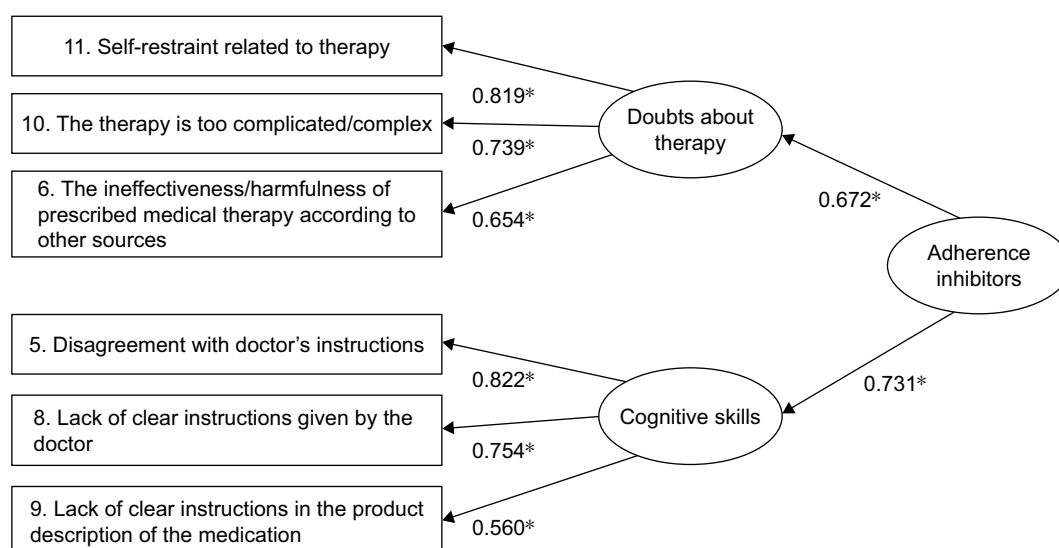 11. Self-restraint related to therapy
0.819*
10. The therapy is too complicated/complex
0.739*
6. The ineffectiveness/harmfulness of
prescribed medical therapy according to
other sources
0.654*
Doubts about
therapy
0.672*
Adherence
inhibitors
5. Disagreement with doctor's instructions
0.822*
8. Lack of clear instructions given by the
doctor
0.754*
9. Lack of clear instructions in the product
description of the medication
0.560*
Cognitive skills
0.731*